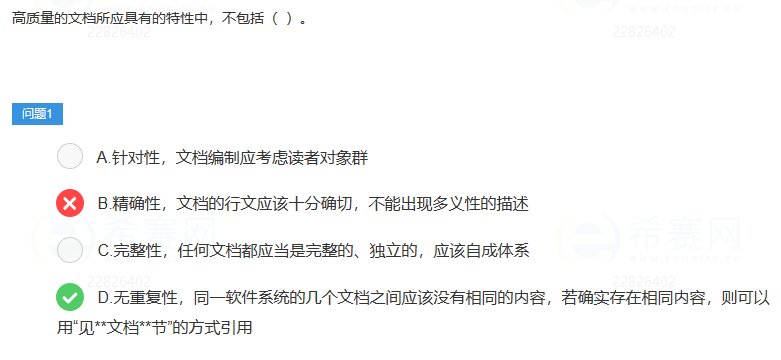 高质量的文档所应具有的特性中，不包括（ ）。
22826402
22826402
问题1
A.针对性，文档编制应考虑读者对象群
B.精确性，文档的行文应该十分确切，不能出现多义性的描述
希赛网
希赛网
WWW.EDUCITY.CN
C.完整性，任何文档都应当是完整的、独立的，应该自成体系
22826402
22826402
D.无重复性，同一软件系统的几个文档之间应该没有相同的内容，若确实存在相同内容，则可以
用“见**文档**节”的方式引用